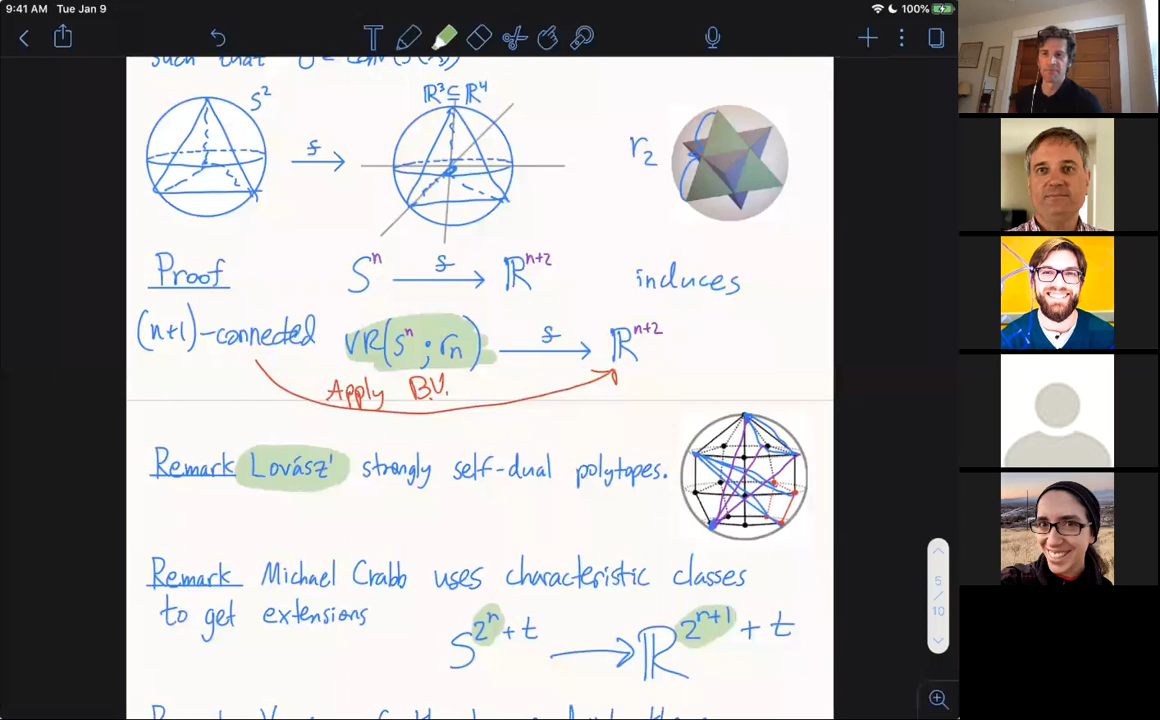 9:41 AM Tue Jan 9
100%
such that
S²
f
ℝ³ ⊆ ℝ⁴
r₂
Proof Sⁿ f ℝⁿ⁺² induces
(n+1)-connected VR(Sⁿ; rₙ) f ℝⁿ⁺²
Apply B.U.
Remark Lovász' strongly self-dual polytopes.
Remark Michael Crabb uses characteristic classes
to get extensions
S^{2ⁿ + t} → ℝ^{2ⁿ⁺¹ + t}
5
/
10